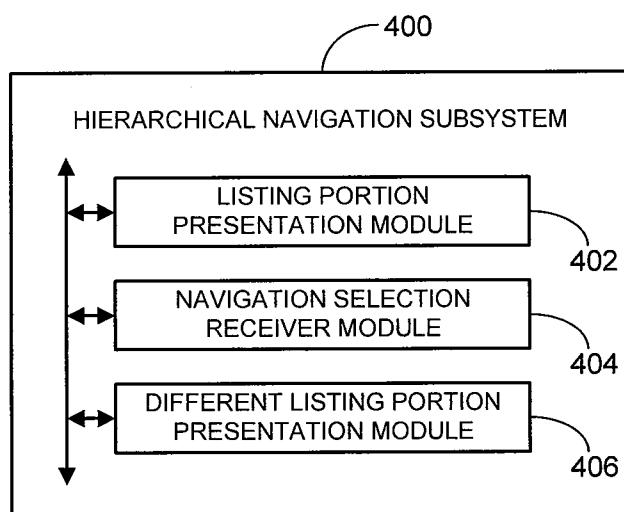 400
HIERARCHICAL NAVIGATION SUBSYSTEM
LISTING PORTION
PRESENTATION MODULE
402
NAVIGATION SELECTION
RECEIVER MODULE
404
DIFFERENT LISTING PORTION
PRESENTATION MODULE
406